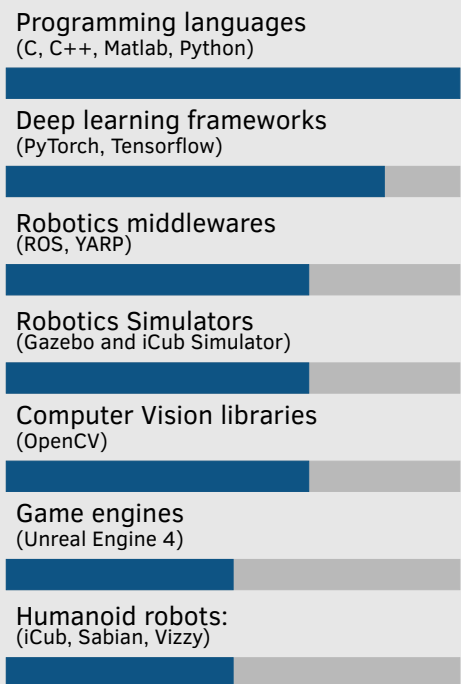 Programming languages
(C, C++, Matlab, Python)
Deep learning frameworks
(PyTorch, Tensorflow)
Robotics middlewares
(ROS, YARP)
Robotics Simulators
(Gazebo and iCub Simulator)
Computer Vision libraries
(OpenCV)
Game engines
(Unreal Engine 4)
Humanoid robots:
(iCub, Sabian, Vizzy)